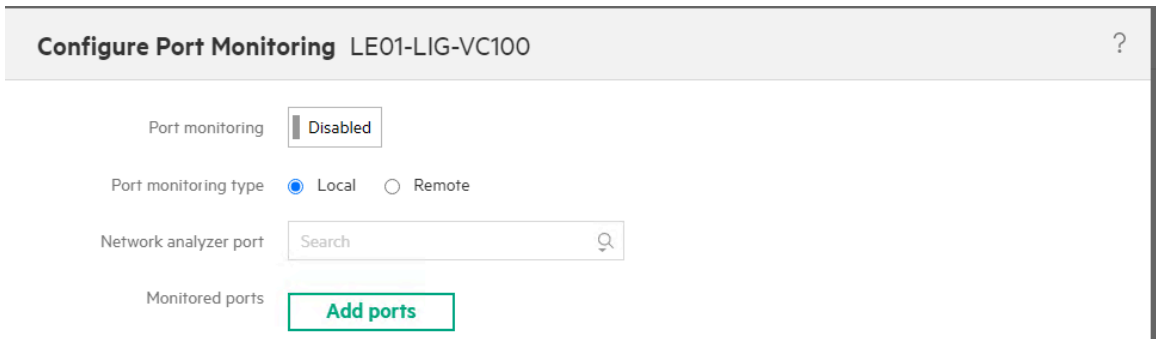 Configure Port Monitoring LE01-LIG-VC100 ?
Port monitoring Disabled
Port monitoring type Local Remote
Network analyzer port Search
Monitored ports Add ports